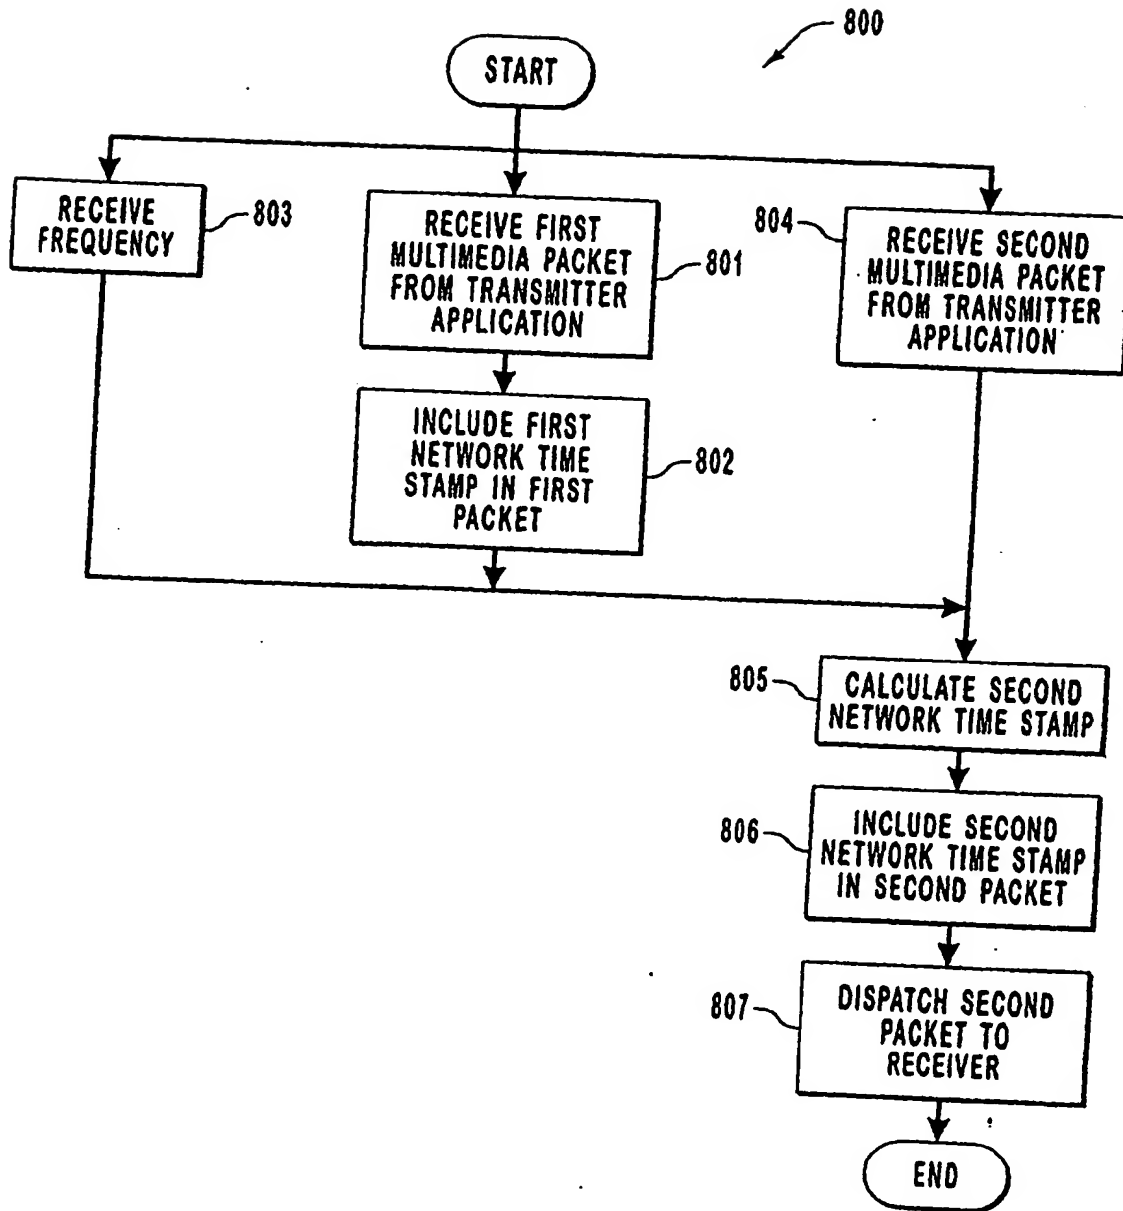 800
START
RECEIVE
FREQUENCY
803
RECEIVE FIRST
MULTIMEDIA PACKET
FROM TRANSMITTER
APPLICATION
801
804
RECEIVE SECOND
MULTIMEDIA PACKET
FROM TRANSMITTER
APPLICATION
INCLUDE FIRST
NETWORK TIME
STAMP IN FIRST
PACKET
802
805
CALCULATE SECOND
NETWORK TIME STAMP
806
INCLUDE SECOND
NETWORK TIME STAMP
IN SECOND PACKET
807
DISPATCH SECOND
PACKET TO
RECEIVER
END